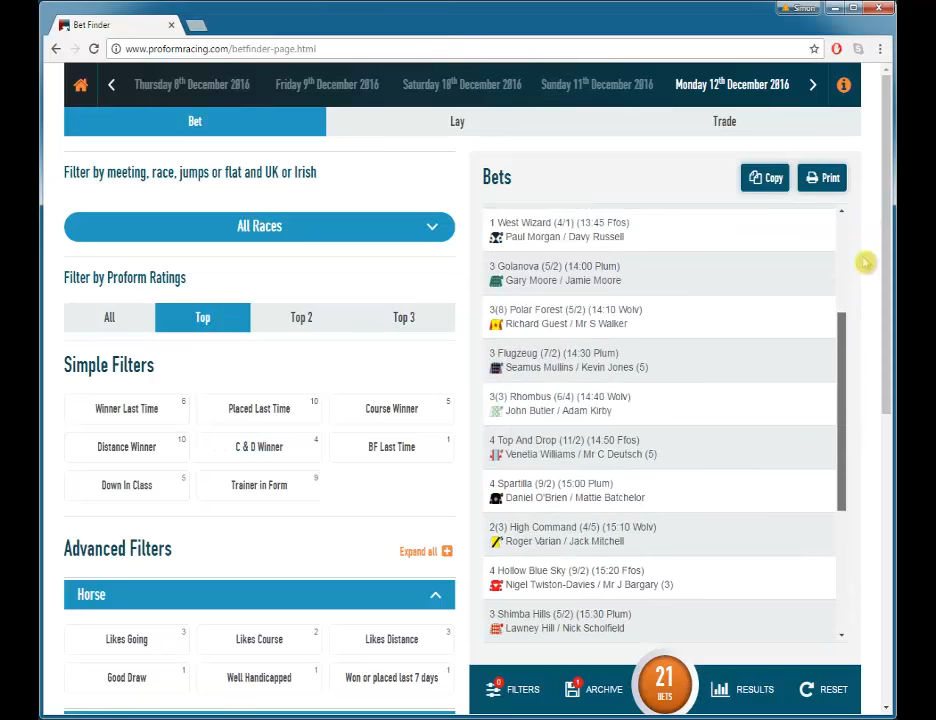 Simon
Bet Finder
www.proformracing.com/betfinder-page.html
Thursday 8th December 2016
Friday 9th December 2016
Saturday 10th December 2016
Sunday 11th December 2016
Monday 12th December 2016
Bet
Lay
Trade
Filter by meeting, race, jumps or flat and UK or Irish
All Races
Filter by Proform Ratings
All
Top
Top 2
Top 3
Simple Filters
Winner Last Time 6
Placed Last Time 10
Course Winner 5
Distance Winner 10
C & D Winner 4
BF Last Time 1
Down In Class 5
Trainer in Form 9
Advanced Filters
Expand all
Horse
Likes Going 3
Likes Course 2
Likes Distance 3
Good Draw 1
Well Handicapped 1
Won or placed last 7 days 1
Bets
Copy
Print
1 West Wizard (4/1) (13:45 Ffos)
Paul Morgan / Davy Russell
3 Golanova (5/2) (14:00 Plum)
Gary Moore / Jamie Moore
3(8) Polar Forest (5/2) (14:10 Wolv)
Richard Guest / Mr S Walker
3 Flugzeug (7/2) (14:30 Plum)
Seamus Mullins / Kevin Jones (5)
3(3) Rhombus (6/4) (14:40 Wolv)
John Butler / Adam Kirby
4 Top And Drop (11/2) (14:50 Ffos)
Venetia Williams / Mr C Deutsch (5)
4 Spartilla (9/2) (15:00 Plum)
Daniel O'Brien / Mattie Batchelor
2(3) High Command (4/5) (15:10 Wolv)
Roger Varian / Jack Mitchell
4 Hollow Blue Sky (9/2) (15:20 Ffos)
Nigel Twiston-Davies / Mr J Bargary (3)
3 Shimba Hills (5/2) (15:30 Plum)
Lawney Hill / Nick Scholfield
0
FILTERS
1
ARCHIVE
21
BETS
RESULTS
RESET